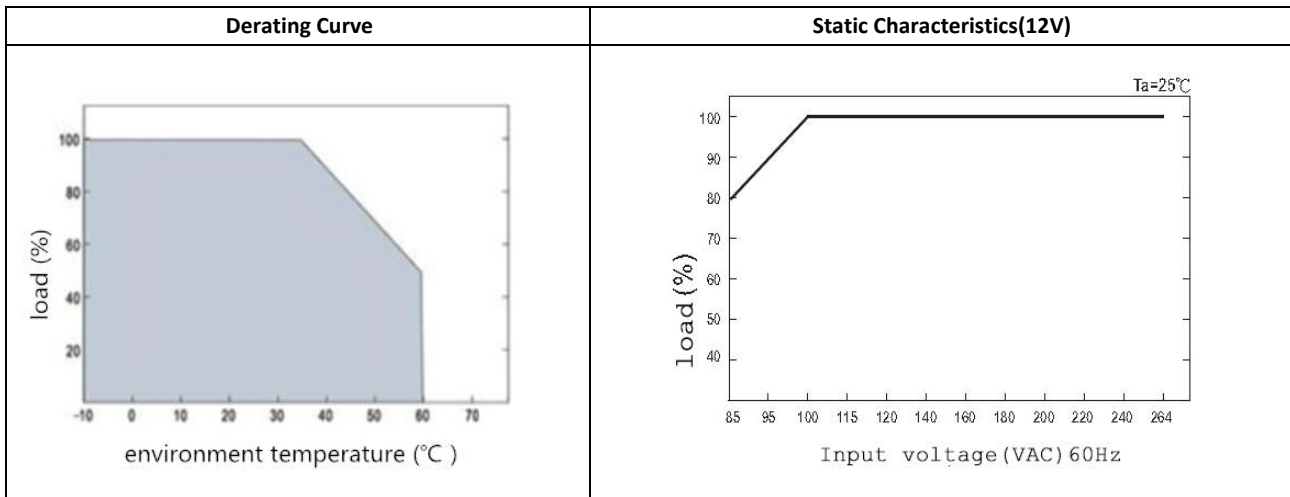 Derating Curve
Static Characteristics(12V)
100
80
60
40
20
load (%)
-10 0 10 20 30 40 50 60 70
environment temperature (℃ )
Ta=25℃
100
90
80
70
60
50
40
load(%)
85 95 100 115 120 140 160 180 200 220 240 264
Input voltage(VAC)60Hz